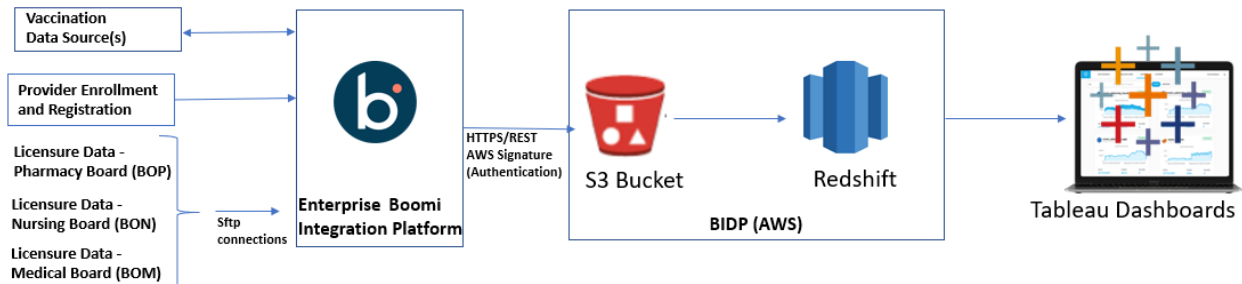 Vaccination
Data Source(s)
Provider Enrollment
and Registration
Licensure Data -
Pharmacy Board (BOP)
Licensure Data -
Nursing Board (BON)
Licensure Data -
Medical Board (BOM)
Sftp
connections
b
Enterprise Boomi
Integration Platform
HTTPS/REST
AWS Signature
(Authentication)
S3 Bucket
Redshift
BIDP (AWS)
Tableau Dashboards